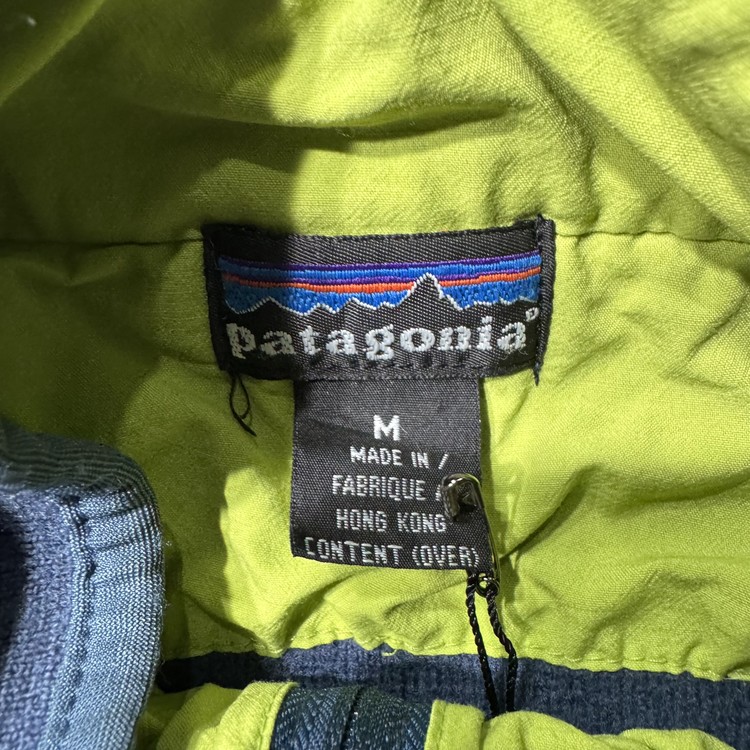 patagonia
M
MADE IN /
FABRIQUE
HONG KONG
CONTENT (OVER)